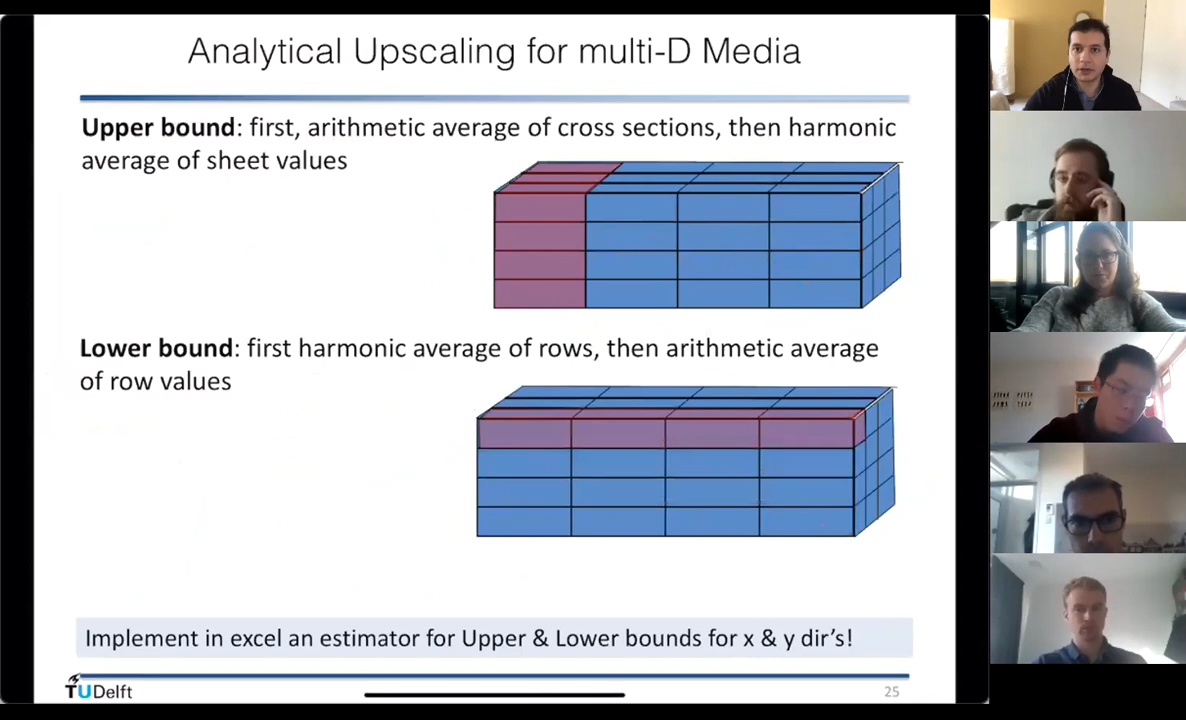 Analytical Upscaling for multi-D Media
Upper bound: first, arithmetic average of cross sections, then harmonic
average of sheet values
Lower bound: first harmonic average of rows, then arithmetic average
of row values
Implement in excel an estimator for Upper & Lower bounds for x & y dir's!
TUDelft
25